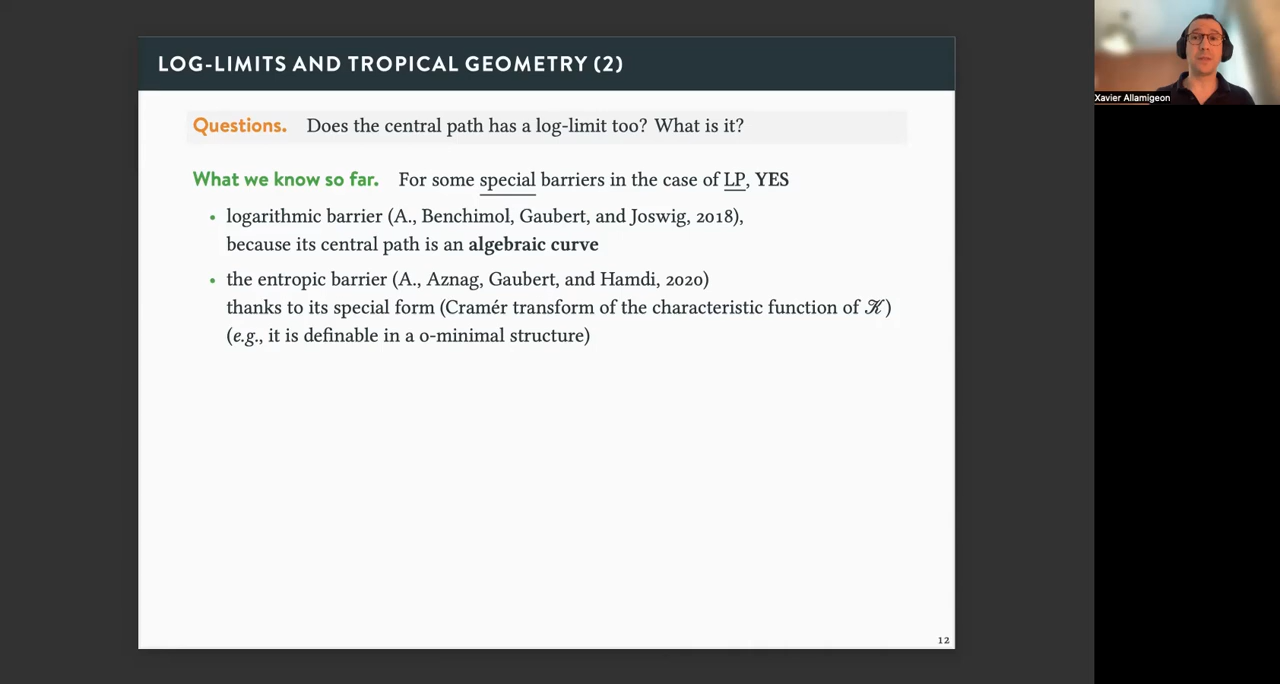 LOG-LIMITS AND TROPICAL GEOMETRY (2)
Questions. Does the central path has a log-limit too? What is it?
What we know so far. For some special barriers in the case of LP, YES
• logarithmic barrier (A., Benchimol, Gaubert, and Joswig, 2018),
because its central path is an algebraic curve
• the entropic barrier (A., Aznag, Gaubert, and Hamdi, 2020)
thanks to its special form (Cramér transform of the characteristic function of 𝒦)
(e.g., it is definable in a o-minimal structure)
12
Xavier Allamigeon